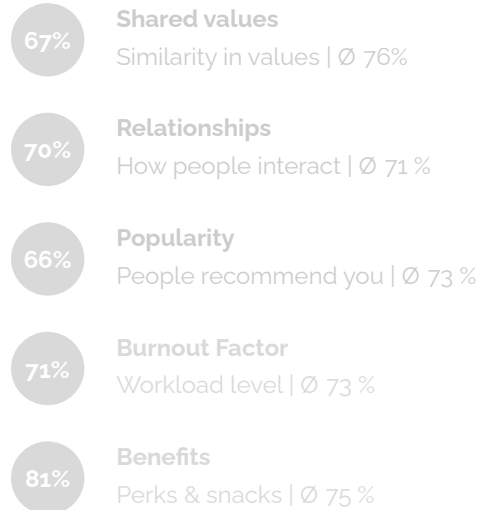 67%
Shared values
Similarity in values | Ø 76%
70%
Relationships
How people interact | Ø 71 %
66%
Popularity
People recommend you | Ø 73 %
71%
Burnout Factor
Workload level | Ø 73 %
81%
Benefits
Perks & snacks | Ø 75 %